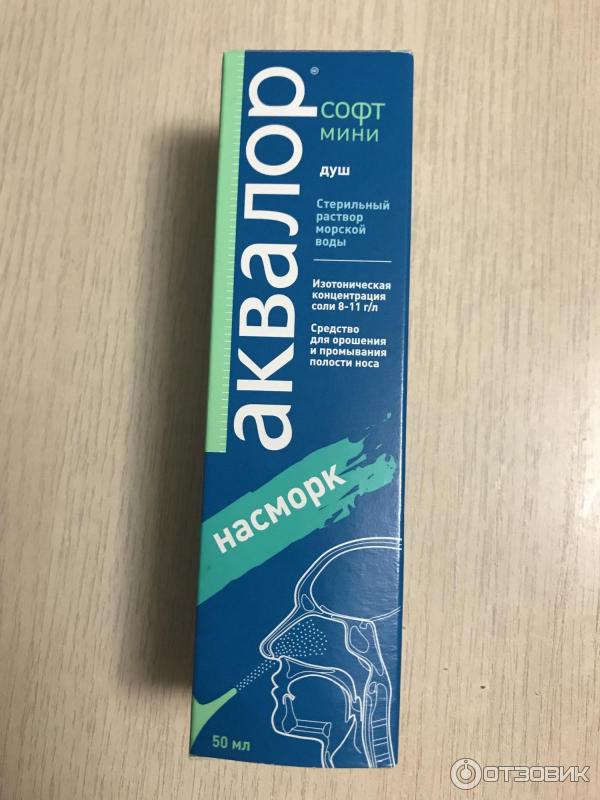 аквалор®
софт
мини
душ
Стерильный
раствор
морской
воды
Изотоническая
концентрация
соли 8-11 г/л
Средство
для орошения
и промывания
полости носа
насморк
50 мл
ОТЗОВИК